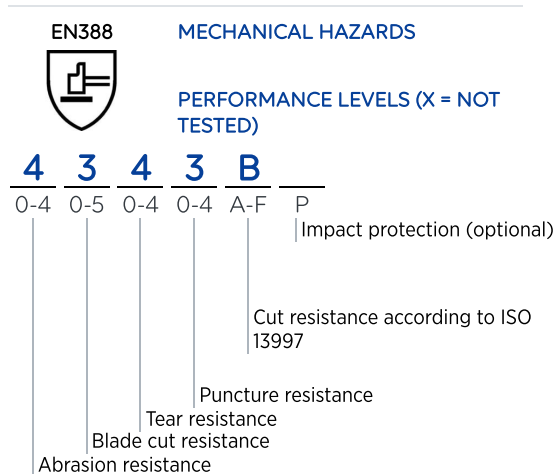 EN388
MECHANICAL HAZARDS
PERFORMANCE LEVELS (X = NOT
TESTED)
4 3 4 3 B
0-4 0-5 0-4 0-4 A-F P
Impact protection (optional)
Cut resistance according to ISO
13997
Puncture resistance
Tear resistance
Blade cut resistance
Abrasion resistance